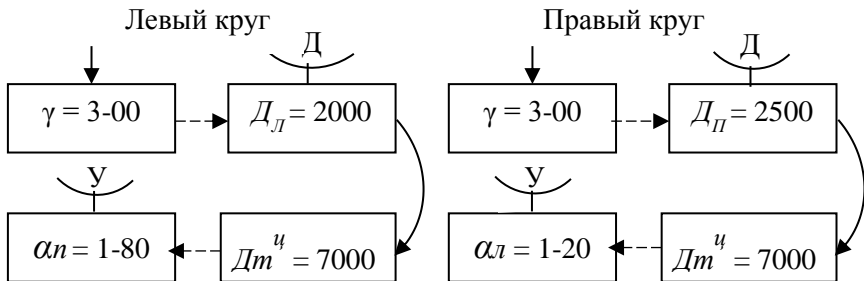 Левый круг
Д
γ = 3-00
Д_Л = 2000
У
αп = 1-80
Дт^ц = 7000
Правый круг
Д
γ = 3-00
Д_П = 2500
У
αл = 1-20
Дт^ц = 7000